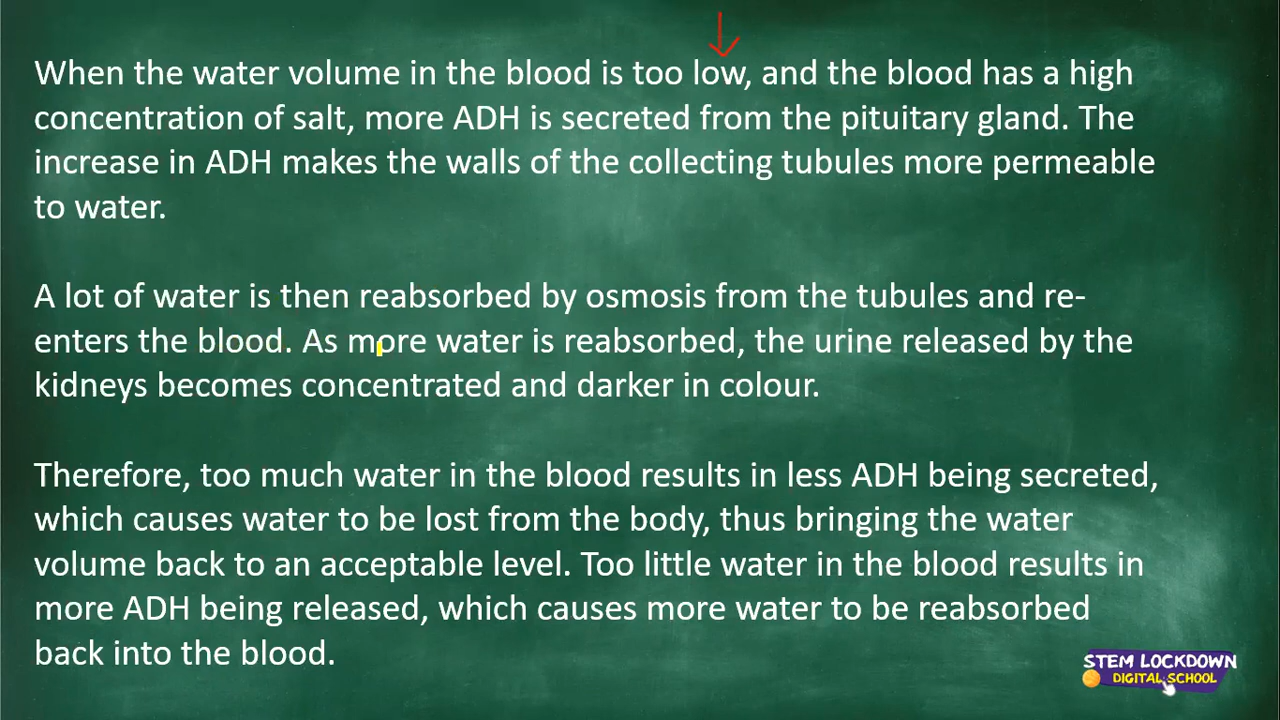 When the water volume in the blood is too low, and the blood has a high
concentration of salt, more ADH is secreted from the pituitary gland. The
increase in ADH makes the walls of the collecting tubules more permeable
to water.
A lot of water is then reabsorbed by osmosis from the tubules and re-
enters the blood. As more water is reabsorbed, the urine released by the
kidneys becomes concentrated and darker in colour.
Therefore, too much water in the blood results in less ADH being secreted,
which causes water to be lost from the body, thus bringing the water
volume back to an acceptable level. Too little water in the blood results in
more ADH being released, which causes more water to be reabsorbed
back into the blood.
STEM LOCKDOWN
DIGITAL SCHOOL